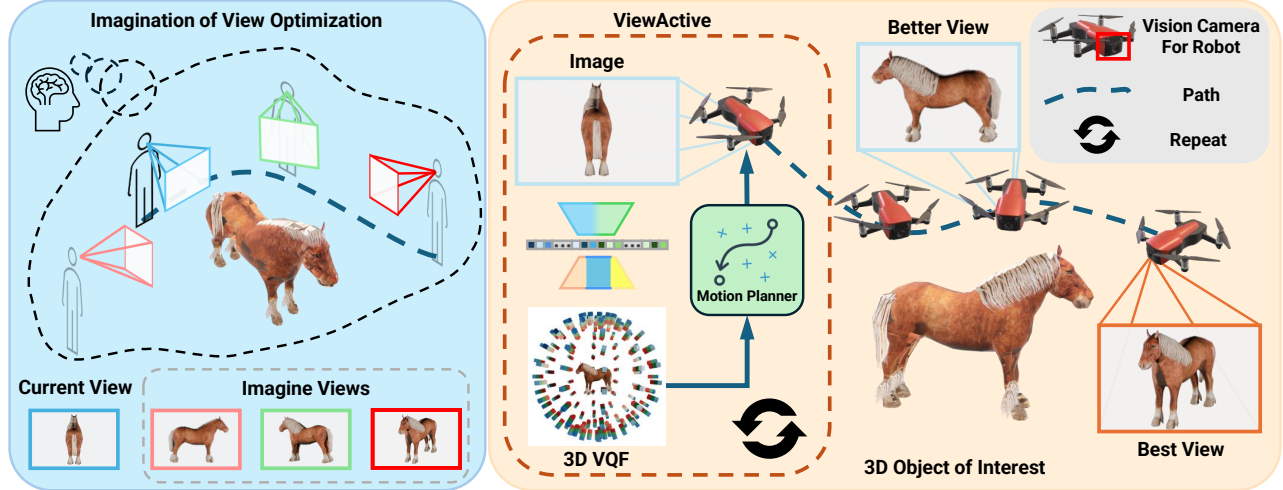 Imagination of View Optimization
Current View
Imagine Views
ViewActive
Image
Motion Planner
3D VQF
Better View
3D Object of Interest
Best View
Vision Camera
For Robot
Path
Repeat